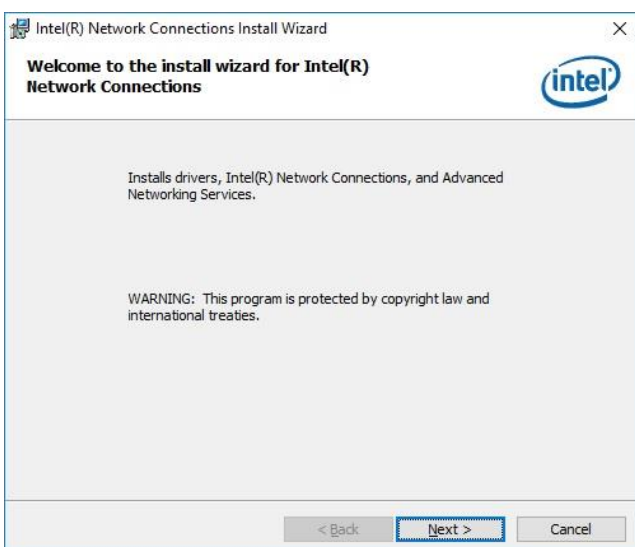 Intel(R) Network Connections Install Wizard
Welcome to the install wizard for Intel(R)
Network Connections
intel
Installs drivers, Intel(R) Network Connections, and Advanced
Networking Services.
WARNING: This program is protected by copyright law and
international treaties.
< Back
Next >
Cancel